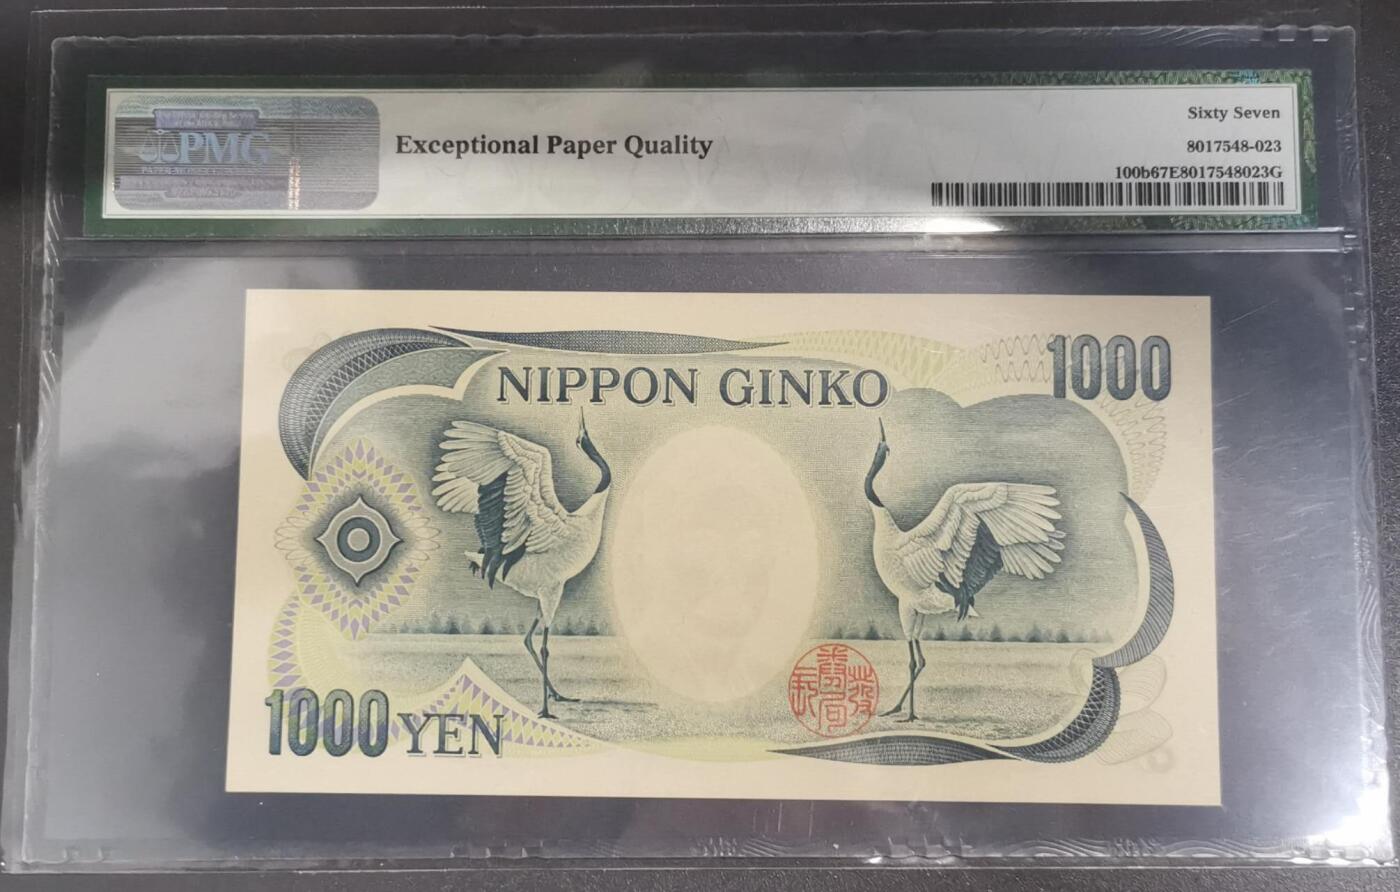 PMG
Exceptional Paper Quality
Sixty Seven
8017548-023
100b67E8017548023G
NIPPON GINKO
1000
1000 YEN